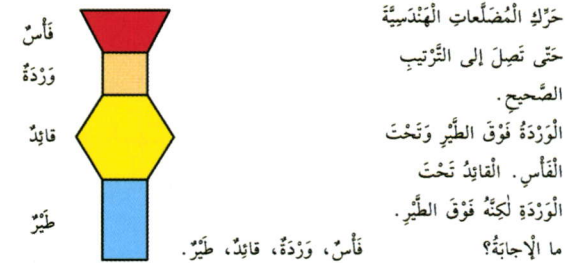 حَرِّكِ الْمُضَلَّعاتِ الْهَنْدَسِيَّةَ
حَتّى تَصِلَ إلى التَّرْتيبِ
الصَّحيحِ.
الْوَرْدَةُ فَوْقَ الطَّيْرِ وَتَحْتَ
الْفَأْسِ. الْقائِدُ تَحْتَ
الْوَرْدَةِ لٰكِنَّهُ فَوْقَ الطَّيْرِ.
ما الْاِجابَةُ؟ فَأْسٌ، وَرْدَةٌ، قائِدٌ، طَيْرٌ.
فَأْسٌ
وَرْدَةٌ
قائِدٌ
طَيْرٌ